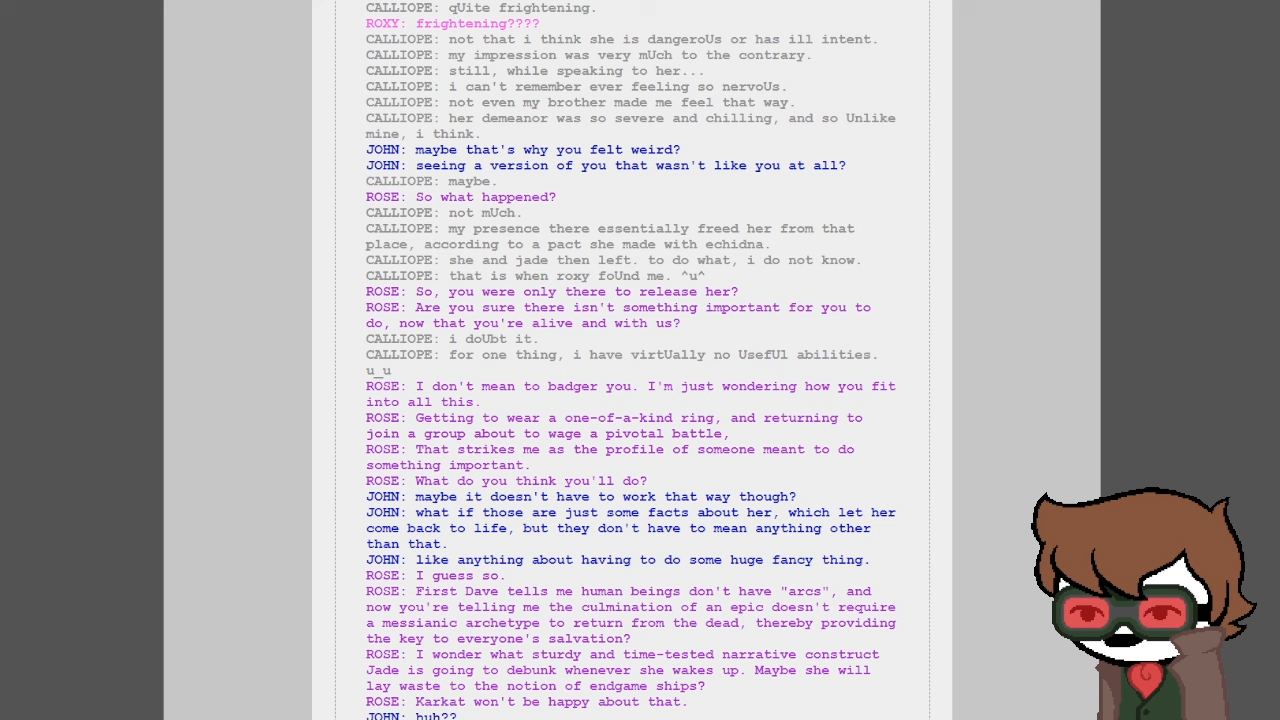 CALLIOPE: qUite frightening.
ROXY: frightening????
CALLIOPE: not that i think she is dangeroUs or has ill intent.
CALLIOPE: my impression was very mUch to the contrary.
CALLIOPE: still, while speaking to her...
CALLIOPE: i can't remember ever feeling so nervoUs.
CALLIOPE: not even my brother made me feel that way.
CALLIOPE: her demeanor was so severe and chilling, and so Unlike
mine, i think.
JOHN: maybe that's why you felt weird?
JOHN: seeing a version of you that wasn't like you at all?
CALLIOPE: maybe.
ROSE: So what happened?
CALLIOPE: not mUch.
CALLIOPE: my presence there essentially freed her from that
place, according to a pact she made with echidna.
CALLIOPE: she and jade then left. to do what, i do not know.
CALLIOPE: that is when roxy foUnd me. ^u^
ROSE: So, you were only there to release her?
ROSE: Are you sure there isn't something important for you to
do, now that you're alive and with us?
CALLIOPE: i doUbt it.
CALLIOPE: for one thing, i have virtUally no UsefUl abilities.
u_u
ROSE: I don't mean to badger you. I'm just wondering how you fit
into all this.
ROSE: Getting to wear a one-of-a-kind ring, and returning to
join a group about to wage a pivotal battle,
ROSE: That strikes me as the profile of someone meant to do
something important.
ROSE: What do you think you'll do?
JOHN: maybe it doesn't have to work that way though?
JOHN: what if those are just some facts about her, which let her
come back to life, but they don't have to mean anything other
than that.
JOHN: like anything about having to do some huge fancy thing.
ROSE: I guess so.
ROSE: First Dave tells me human beings don't have "arcs", and
now you're telling me the culmination of an epic doesn't require
a messianic archetype to return from the dead, thereby providing
the key to everyone's salvation?
ROSE: I wonder what sturdy and time-tested narrative construct
Jade is going to debunk whenever she wakes up. Maybe she will
lay waste to the notion of endgame ships?
ROSE: Karkat won't be happy about that.
JOHN: huh??